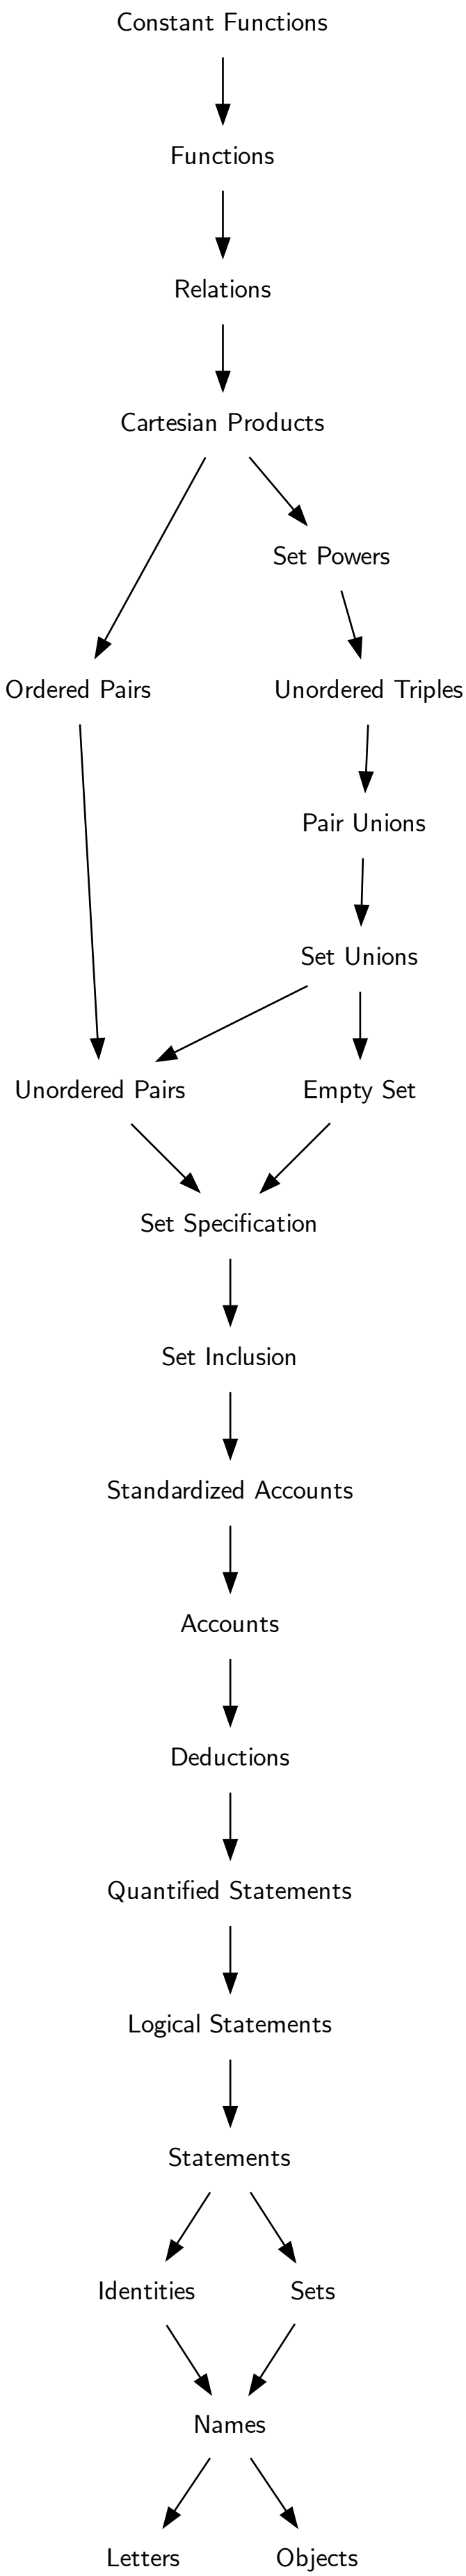 Constant Functions
Functions
Relations
Cartesian Products
Set Powers
Ordered Pairs
Unordered Triples
Pair Unions
Set Unions
Unordered Pairs
Empty Set
Set Specification
Set Inclusion
Standardized Accounts
Accounts
Deductions
Quantified Statements
Logical Statements
Statements
Identities
Sets
Names
Letters
Objects